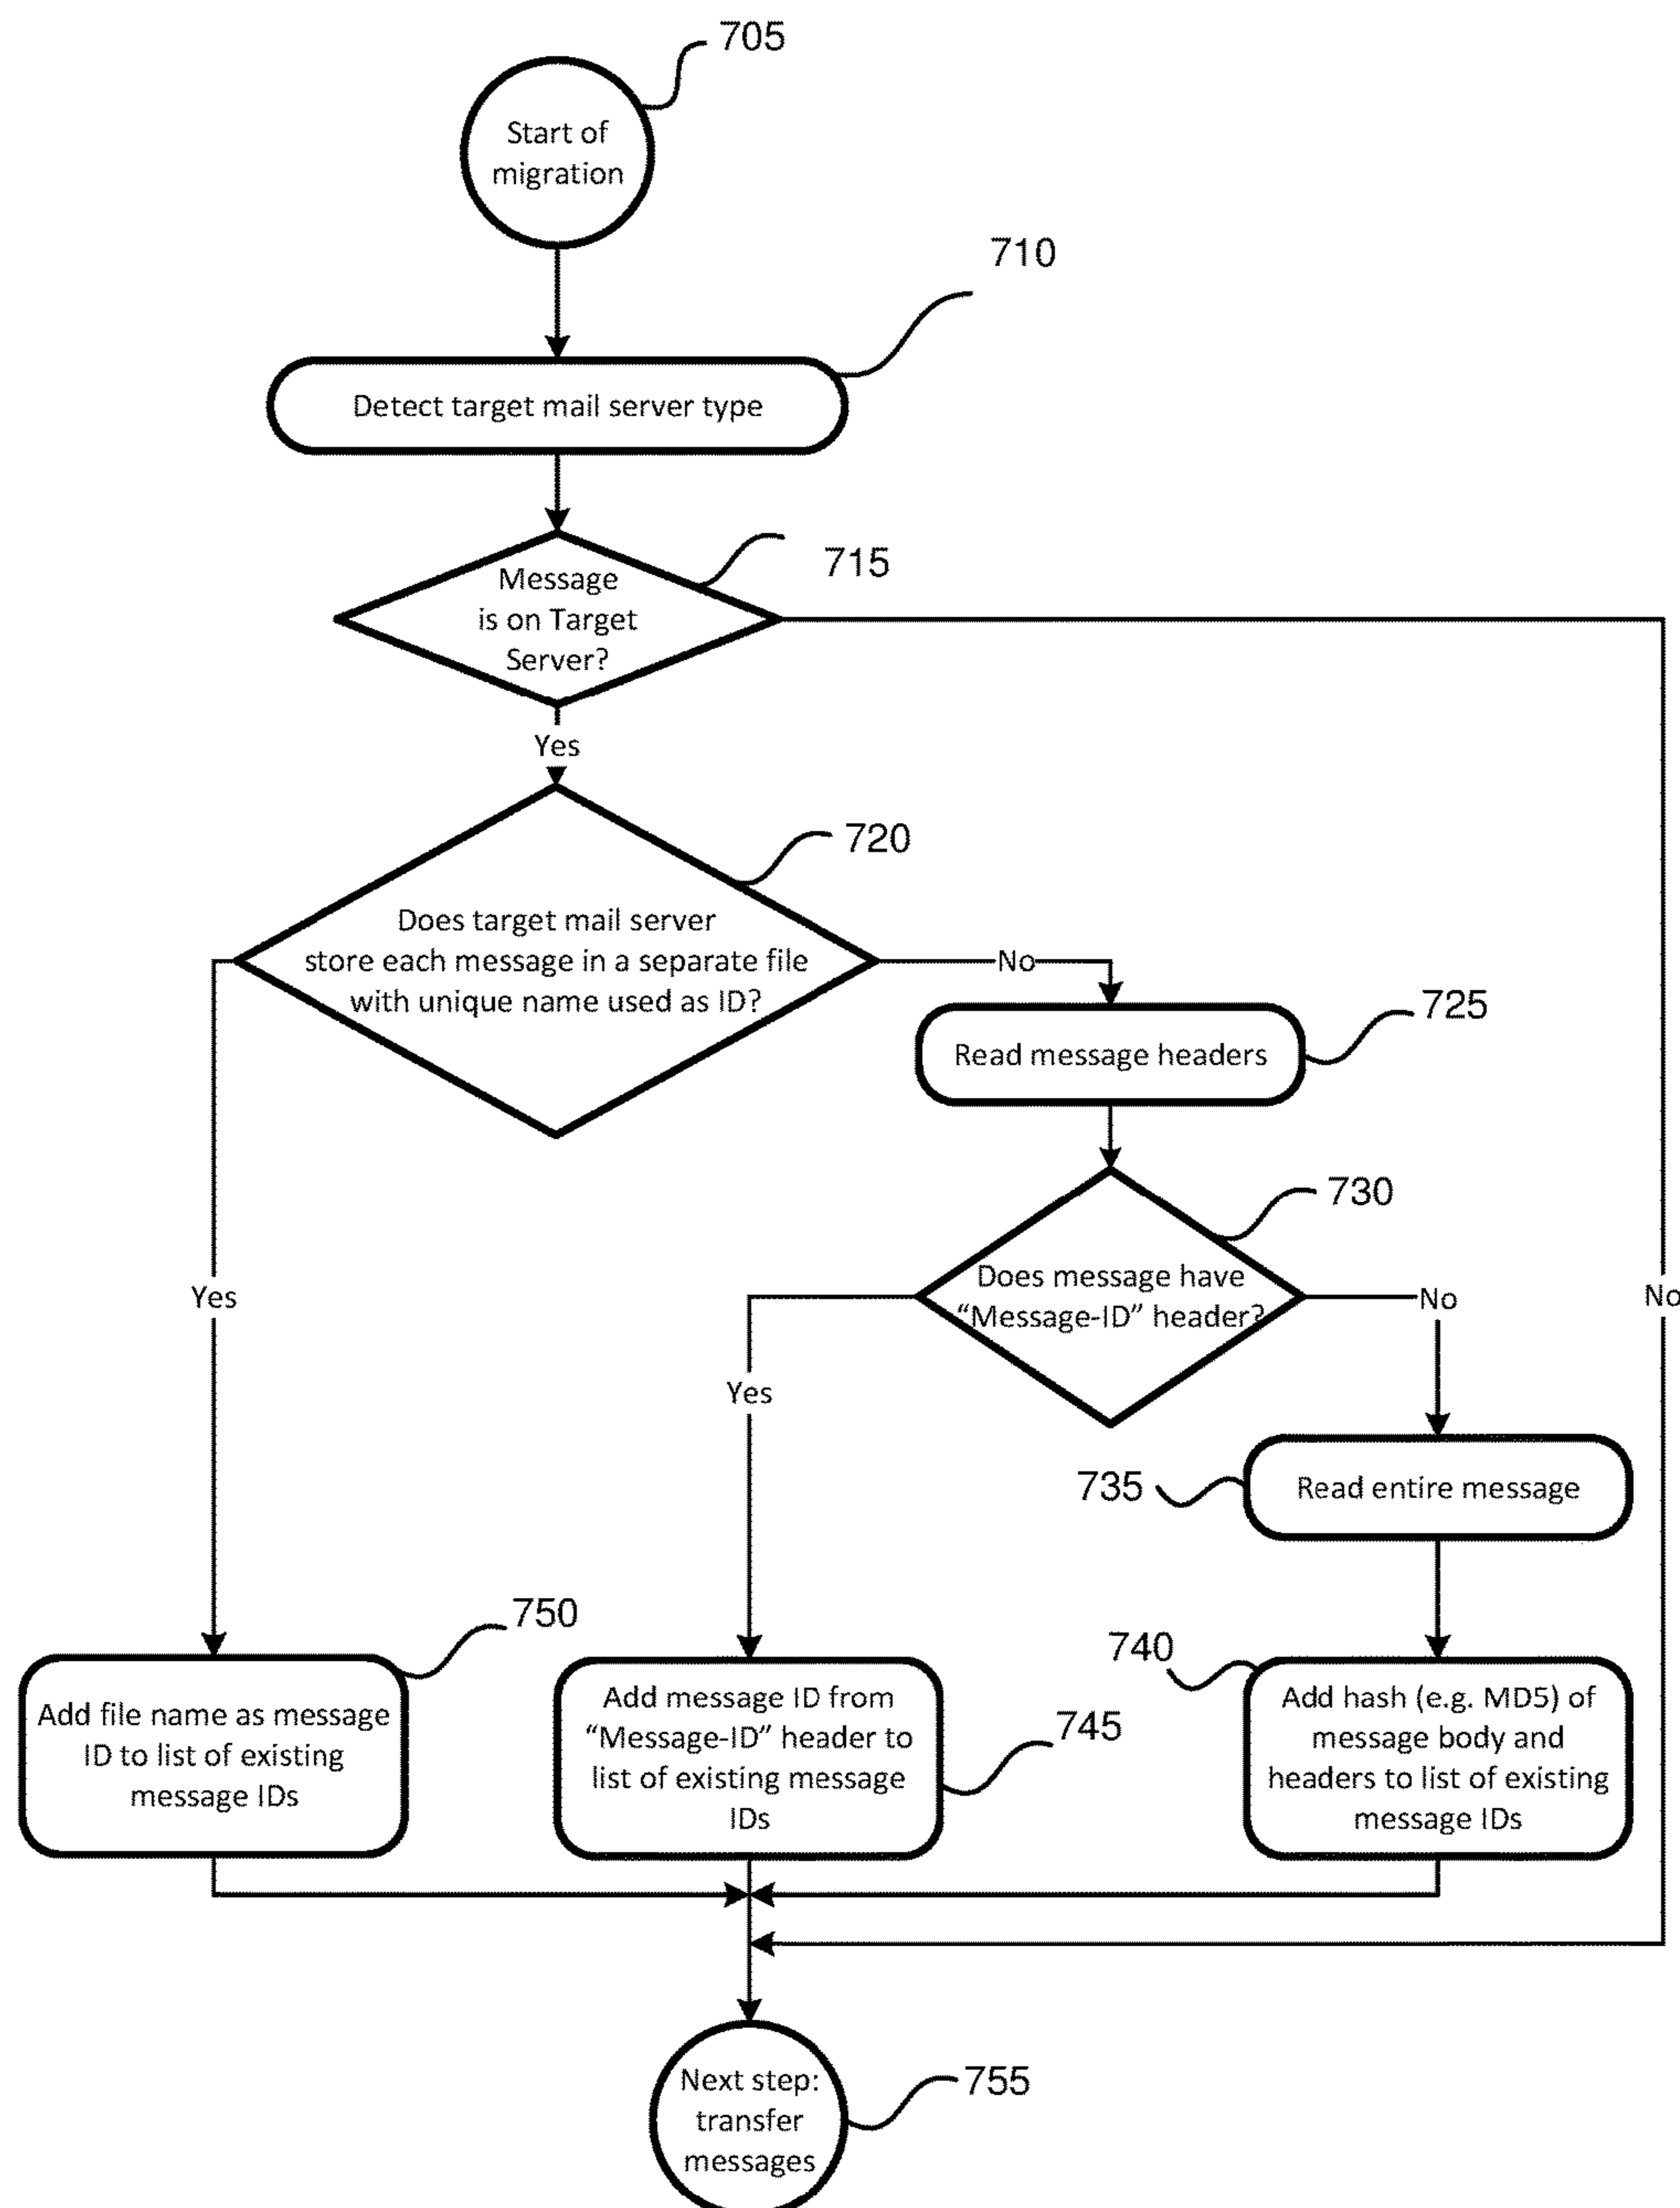 705
Start of
migration
710
Detect target mail server type
715
Message
is on Target
Server?
Yes
720
Does target mail server
store each message in a separate file
with unique name used as ID?
No
725
Read message headers
730
Does message have
“Message-ID” header?
Yes
No
No
Yes
735
Read entire message
750
Add file name as message
ID to list of existing
message IDs
745
Add message ID from
“Message-ID” header to
list of existing message
IDs
740
Add hash (e.g. MD5) of
message body and
headers to list of existing
message IDs
755
Next step:
transfer
messages